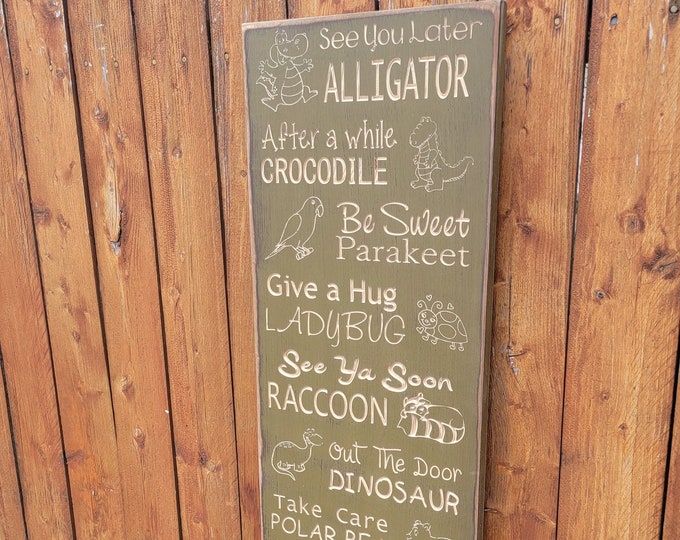 See You Later
ALLIGATOR
After a while
CROCODILE
Be Sweet
Parakeet
Give a Hug
LADYBUG
See Ya Soon
RACCOON
Out The Door
DINOSAUR
Take Care
POLAR